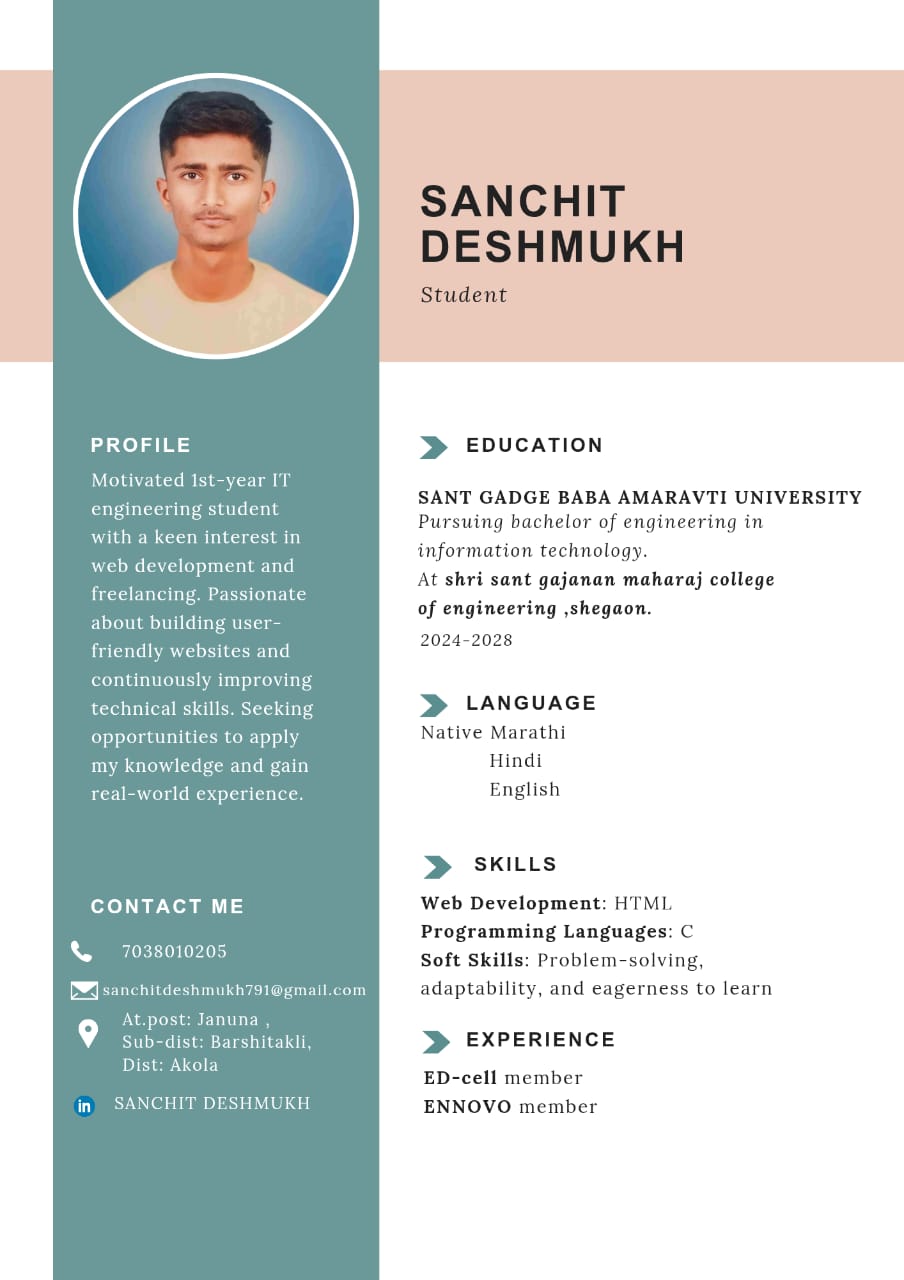 SANCHIT
DESHMUKH
Student
PROFILE
Motivated 1st-year IT
engineering student
with a keen interest in
web development and
freelancing. Passionate
about building user-
friendly websites and
continuously improving
technical skills. Seeking
opportunities to apply
my knowledge and gain
real-world experience.
CONTACT ME
7038010205
sanchitdeshmukh791@gmail.com
At.post: Januna ,
Sub-dist: Barshitakli,
Dist: Akola
in
SANCHIT DESHMUKH
EDUCATION
SANT GADGE BABA AMARAVTI UNIVERSITY
Pursuing bachelor of engineering in
information technology.
At shri sant gajanan maharaj college
of engineering ,shegaon.
2024-2028
LANGUAGE
Native Marathi
Hindi
English
SKILLS
Web Development: HTML
Programming Languages: C
Soft Skills: Problem-solving,
adaptability, and eagerness to learn
EXPERIENCE
ED-cell member
ENNOVO member